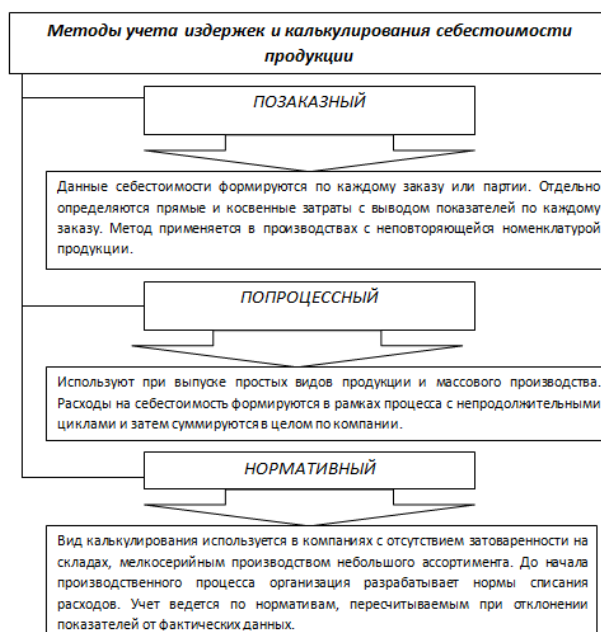 Методы учета издержек и калькулирования себестоимости
продукции
ПОЗАКАЗНЫЙ
Данные себестоимости формируются по каждому заказу или партии. Отдельно
определяются прямые и косвенные затраты с выводом показателей по каждому
заказу. Метод применяется в производствах с неповторяющейся номенклатурой
продукции.
ПОПРОЦЕССНЫЙ
Используют при выпуске простых видов продукции и массового производства.
Расходы на себестоимость формируются в рамках процесса с непродолжительными
циклами и затем суммируются в целом по компании.
НОРМАТИВНЫЙ
Вид калькулирования используется в компаниях с отсутствием затоваренности на
складах, мелкосерийным производством небольшого ассортимента. До начала
производственного процесса организация разрабатывает нормы списания
расходов. Учет ведется по нормативам, пересчитываемым при отклонении
показателей от фактических данных.